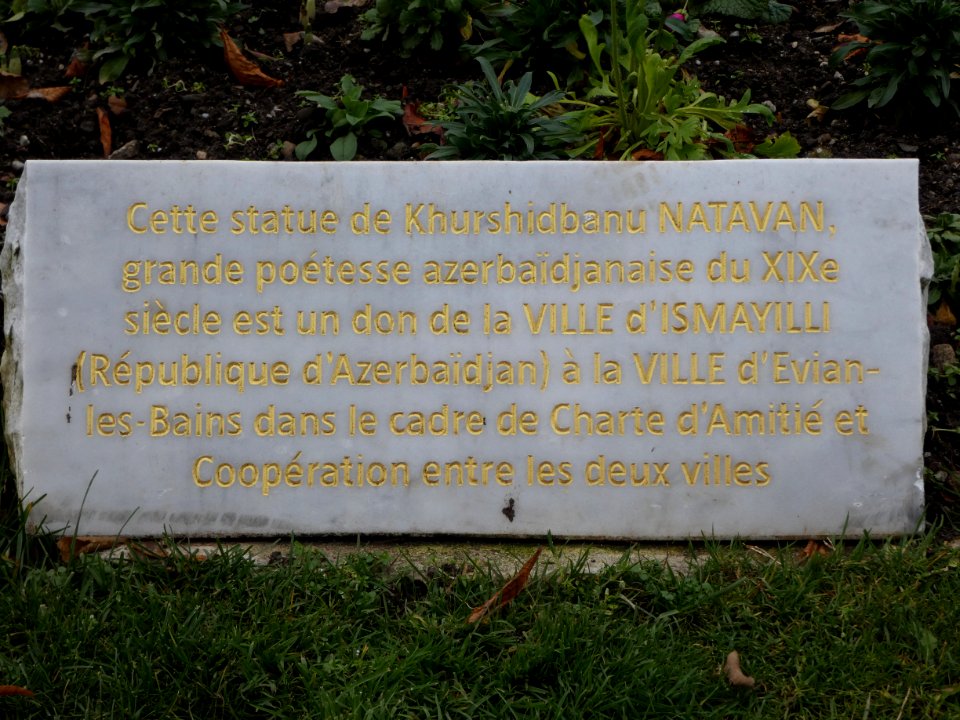 Cette statue de Khurshidbanu NATAVAN,
grande poétesse azerbaïdjanaise du XIXe
siècle est un don de la VILLE d'ISMAYILLI
(République d'Azerbaïdjan) à la VILLE d'Evian-
les-Bains dans le cadre de Charte d'Amitié et
Coopération entre les deux villes